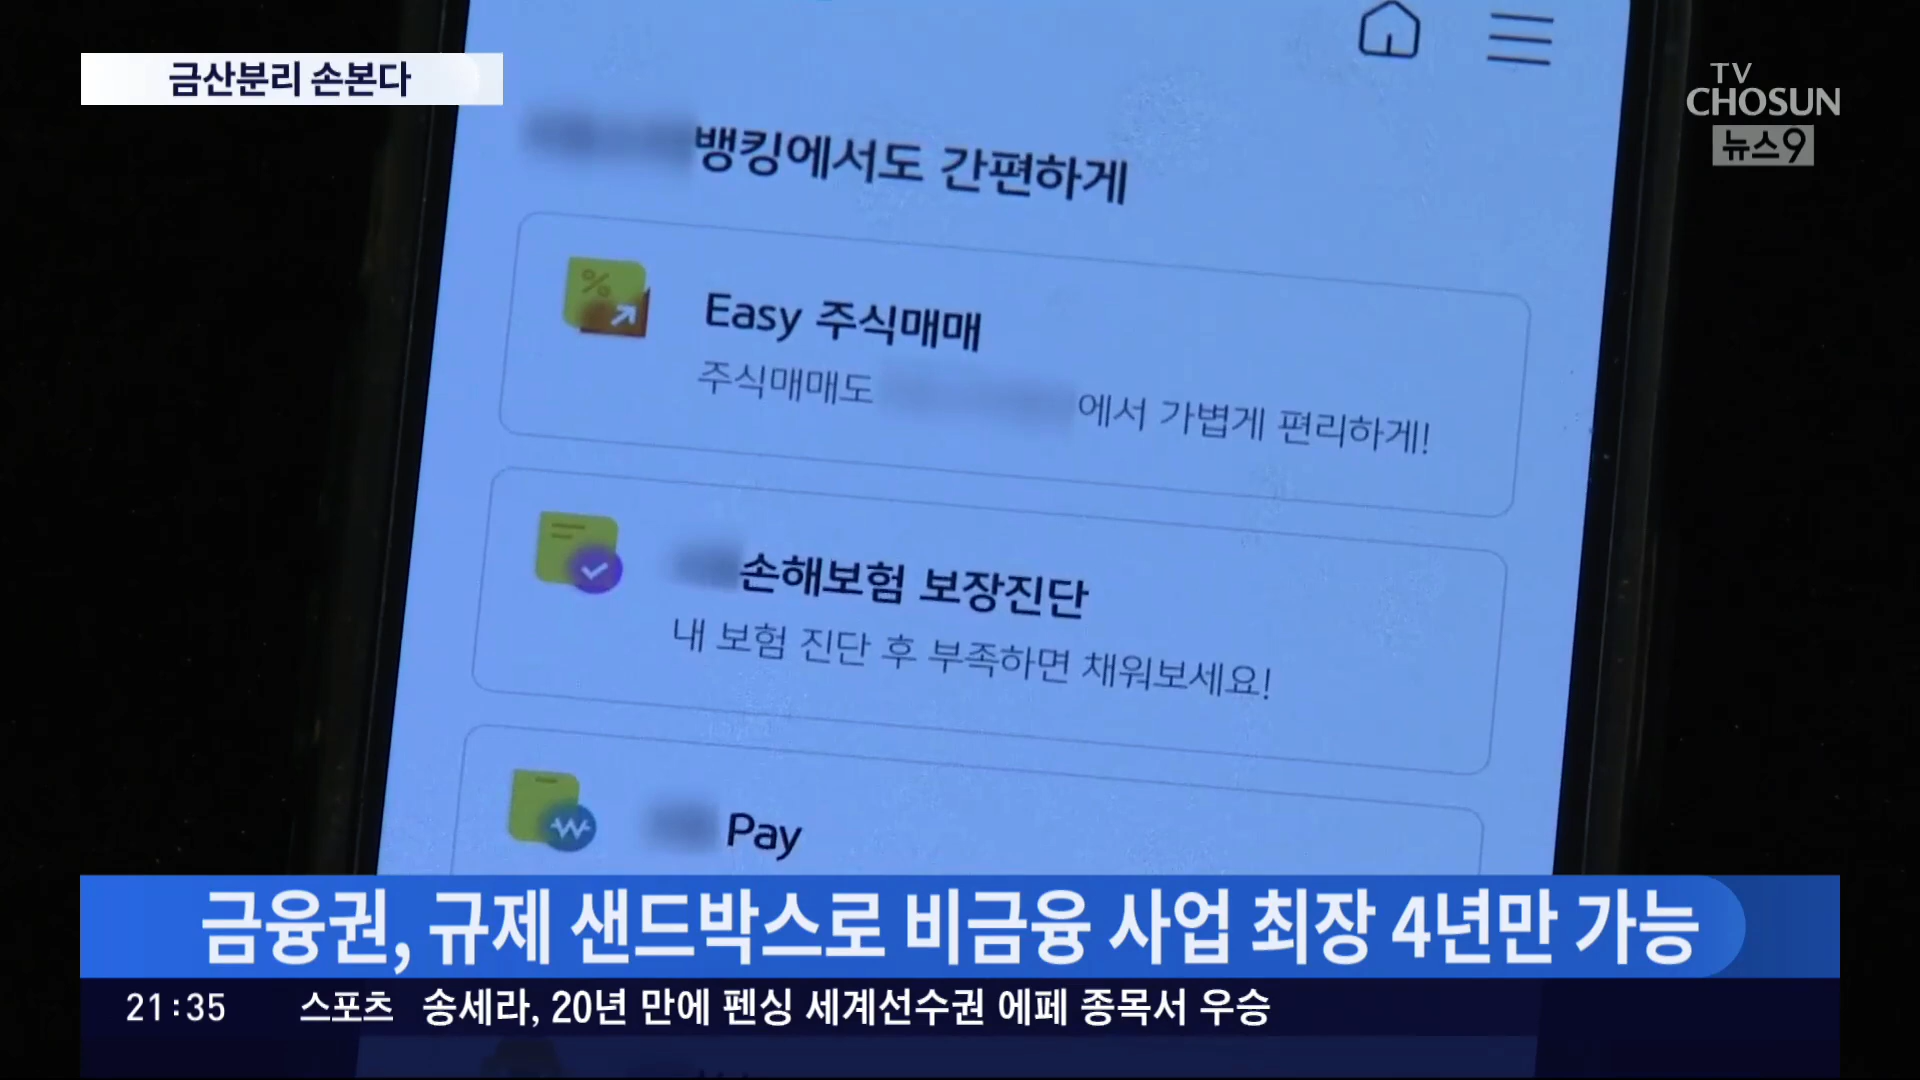 금산분리 손본다
TV
CHOSUN
뉴스9
뱅킹에서도 간편하게
Easy 주식매매
주식매매도 에서 가볍게 편리하게!
손해보험 보장진단
내 보험 진단 후 부족하면 채워보세요!
Pay
금융권, 규제 샌드박스로 비금융 사업 최장 4년만 가능
21:35 스포츠 송세라, 20년 만에 펜싱 세계선수권 에페 종목서 우승